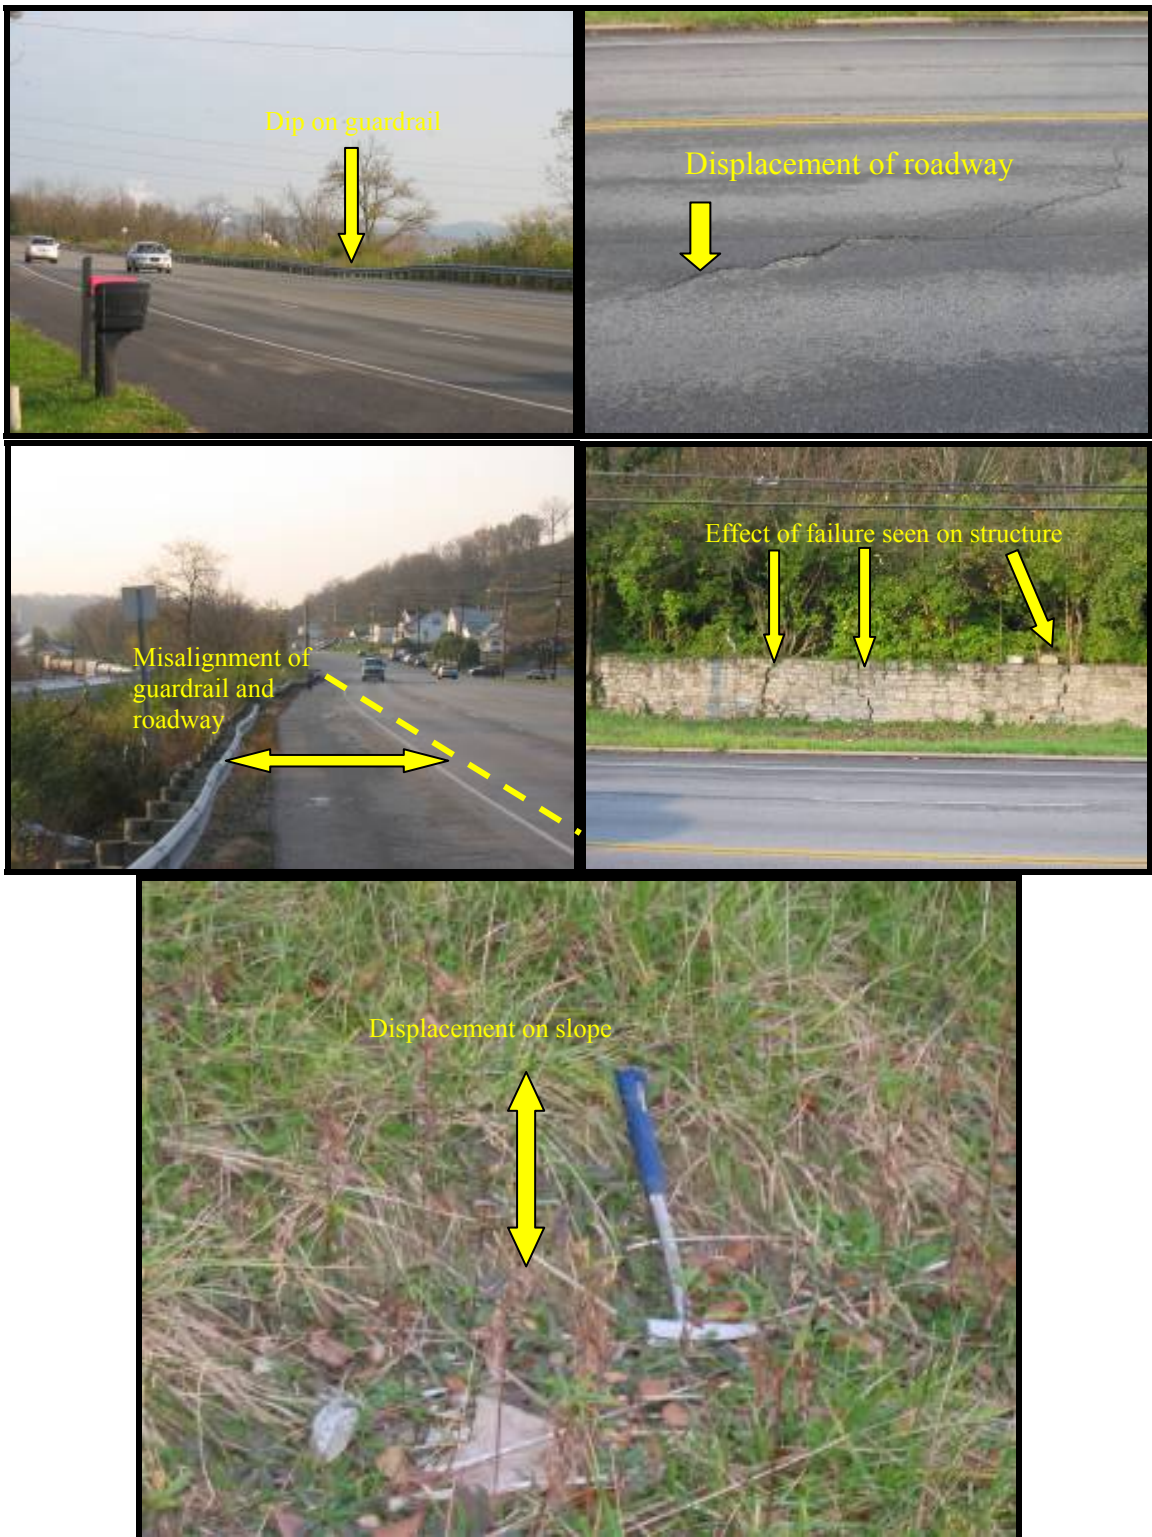 Dip on guardrail
Displacement of roadway
Misalignment of
guardrail and
roadway
Effect of failure seen on structure
Displacement on slope